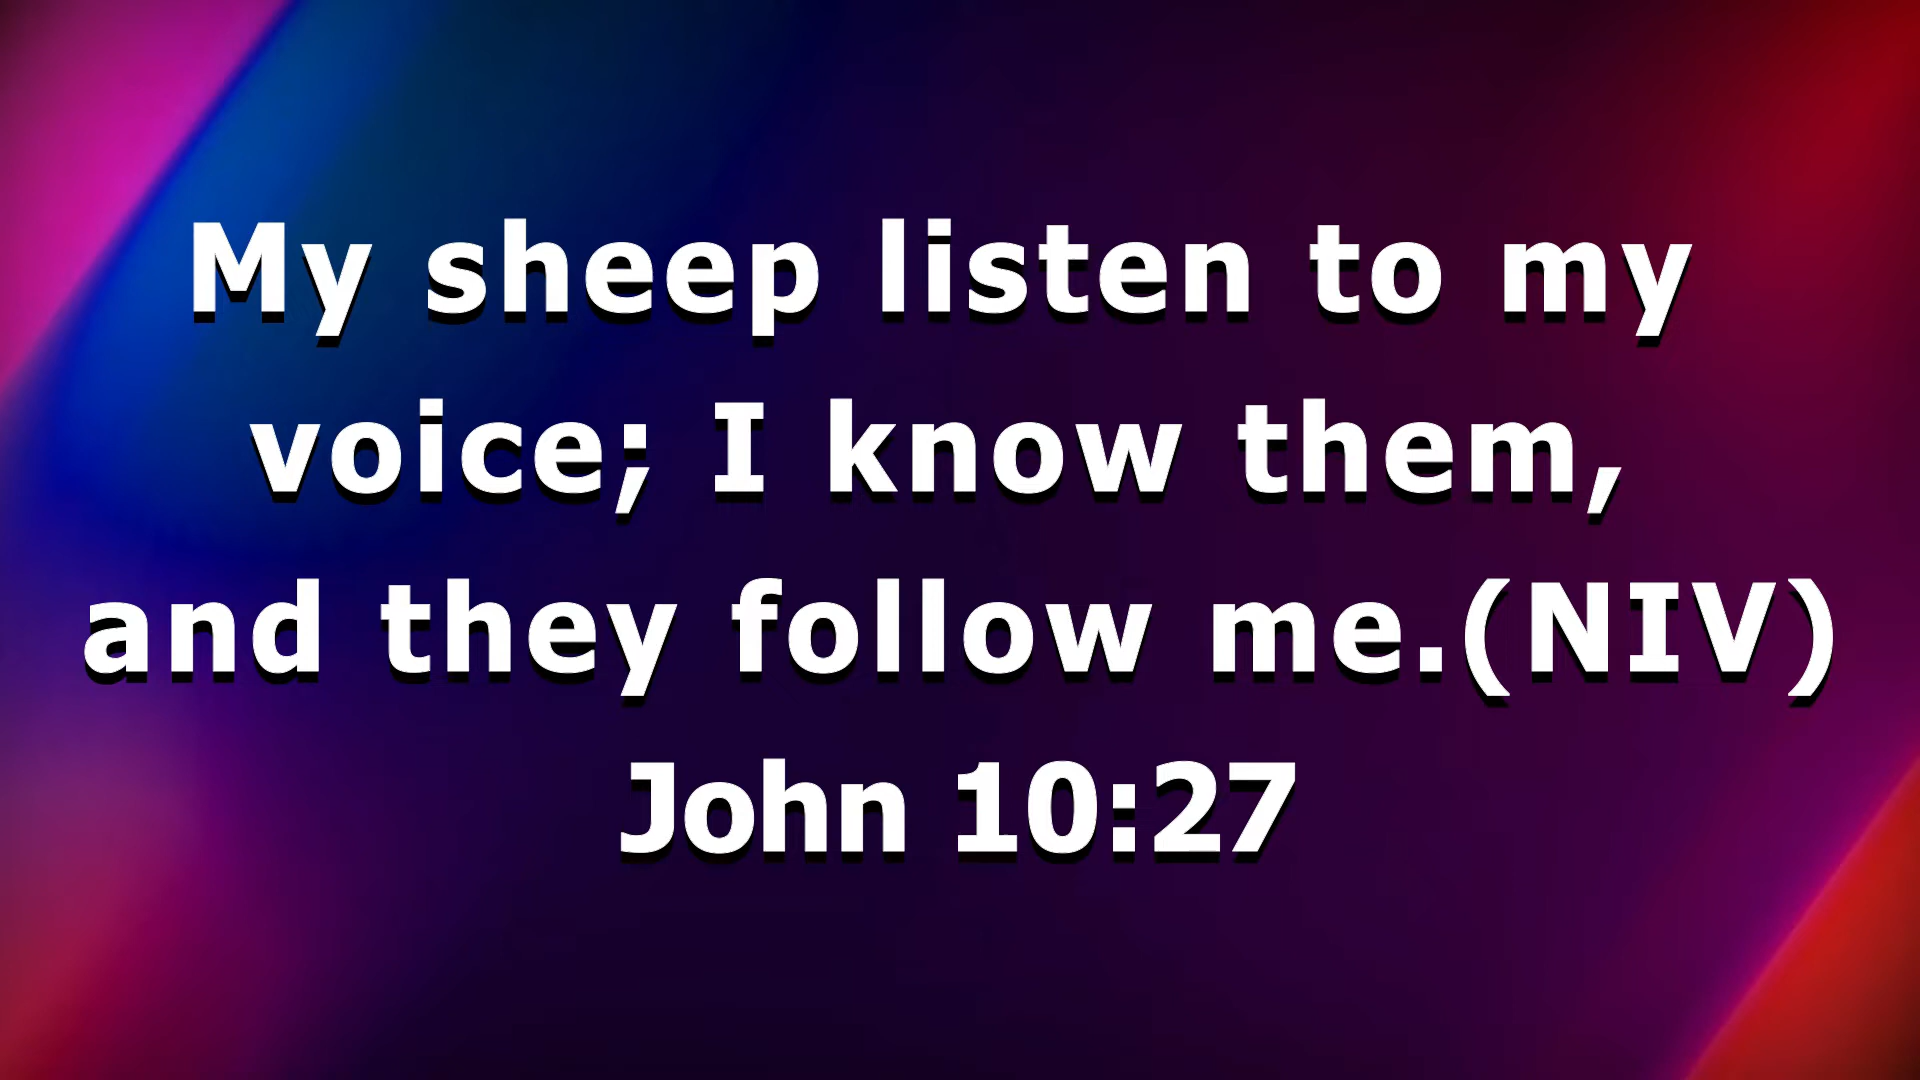 My sheep listen to my
voice; I know them,
and they follow me.(NIV)
John 10:27